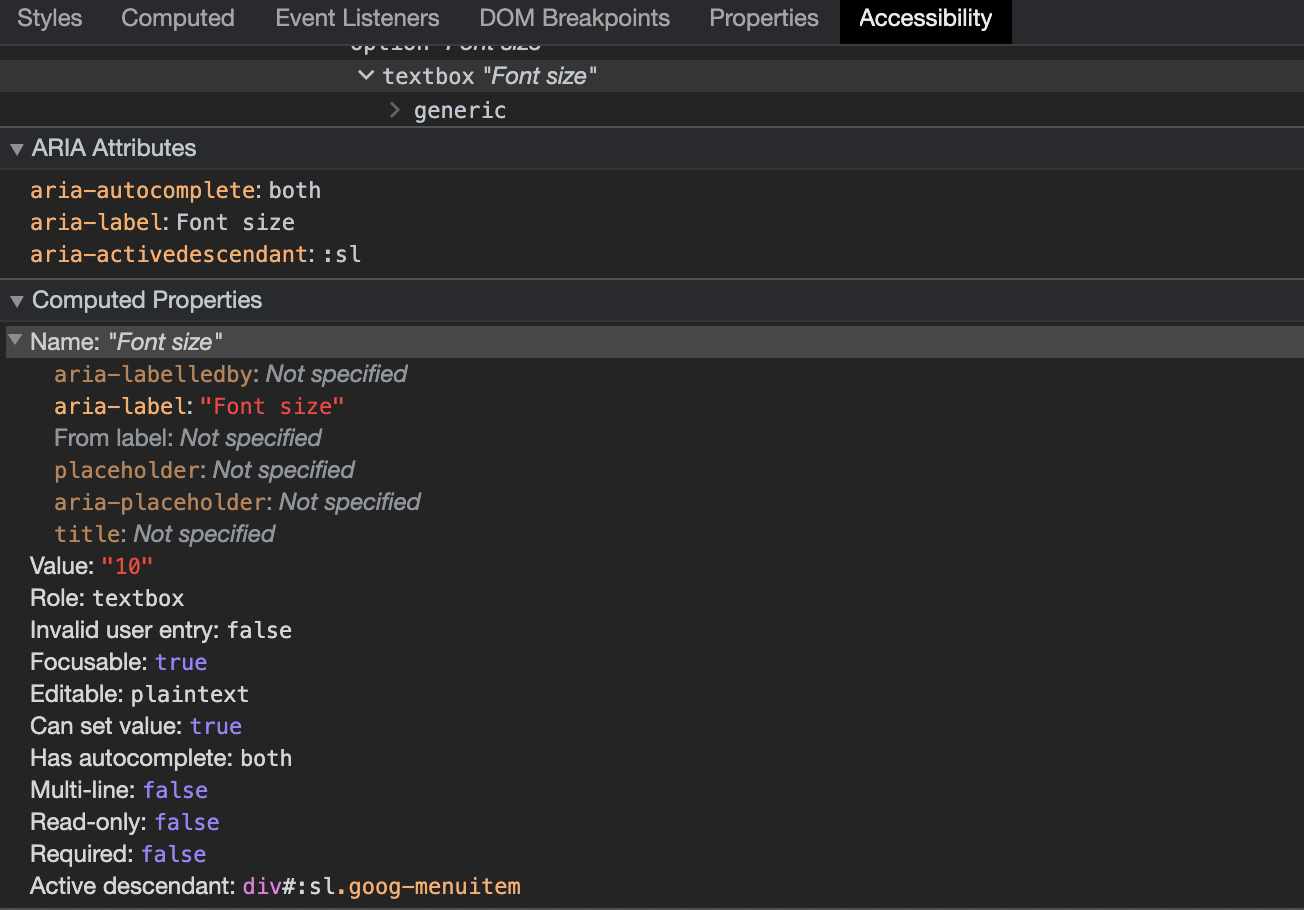 Styles Computed Event Listeners DOM Breakpoints Properties Accessibility
option "Font size"
textbox "Font size"
generic
ARIA Attributes
aria-autocomplete: both
aria-label: Font size
aria-activedescendant: :sl
Computed Properties
Name: "Font size"
aria-labelledby: Not specified
aria-label: "Font size"
From label: Not specified
placeholder: Not specified
aria-placeholder: Not specified
title: Not specified
Value: "10"
Role: textbox
Invalid user entry: false
Focusable: true
Editable: plaintext
Can set value: true
Has autocomplete: both
Multi-line: false
Read-only: false
Required: false
Active descendant: div#:sl.goog-menuitem